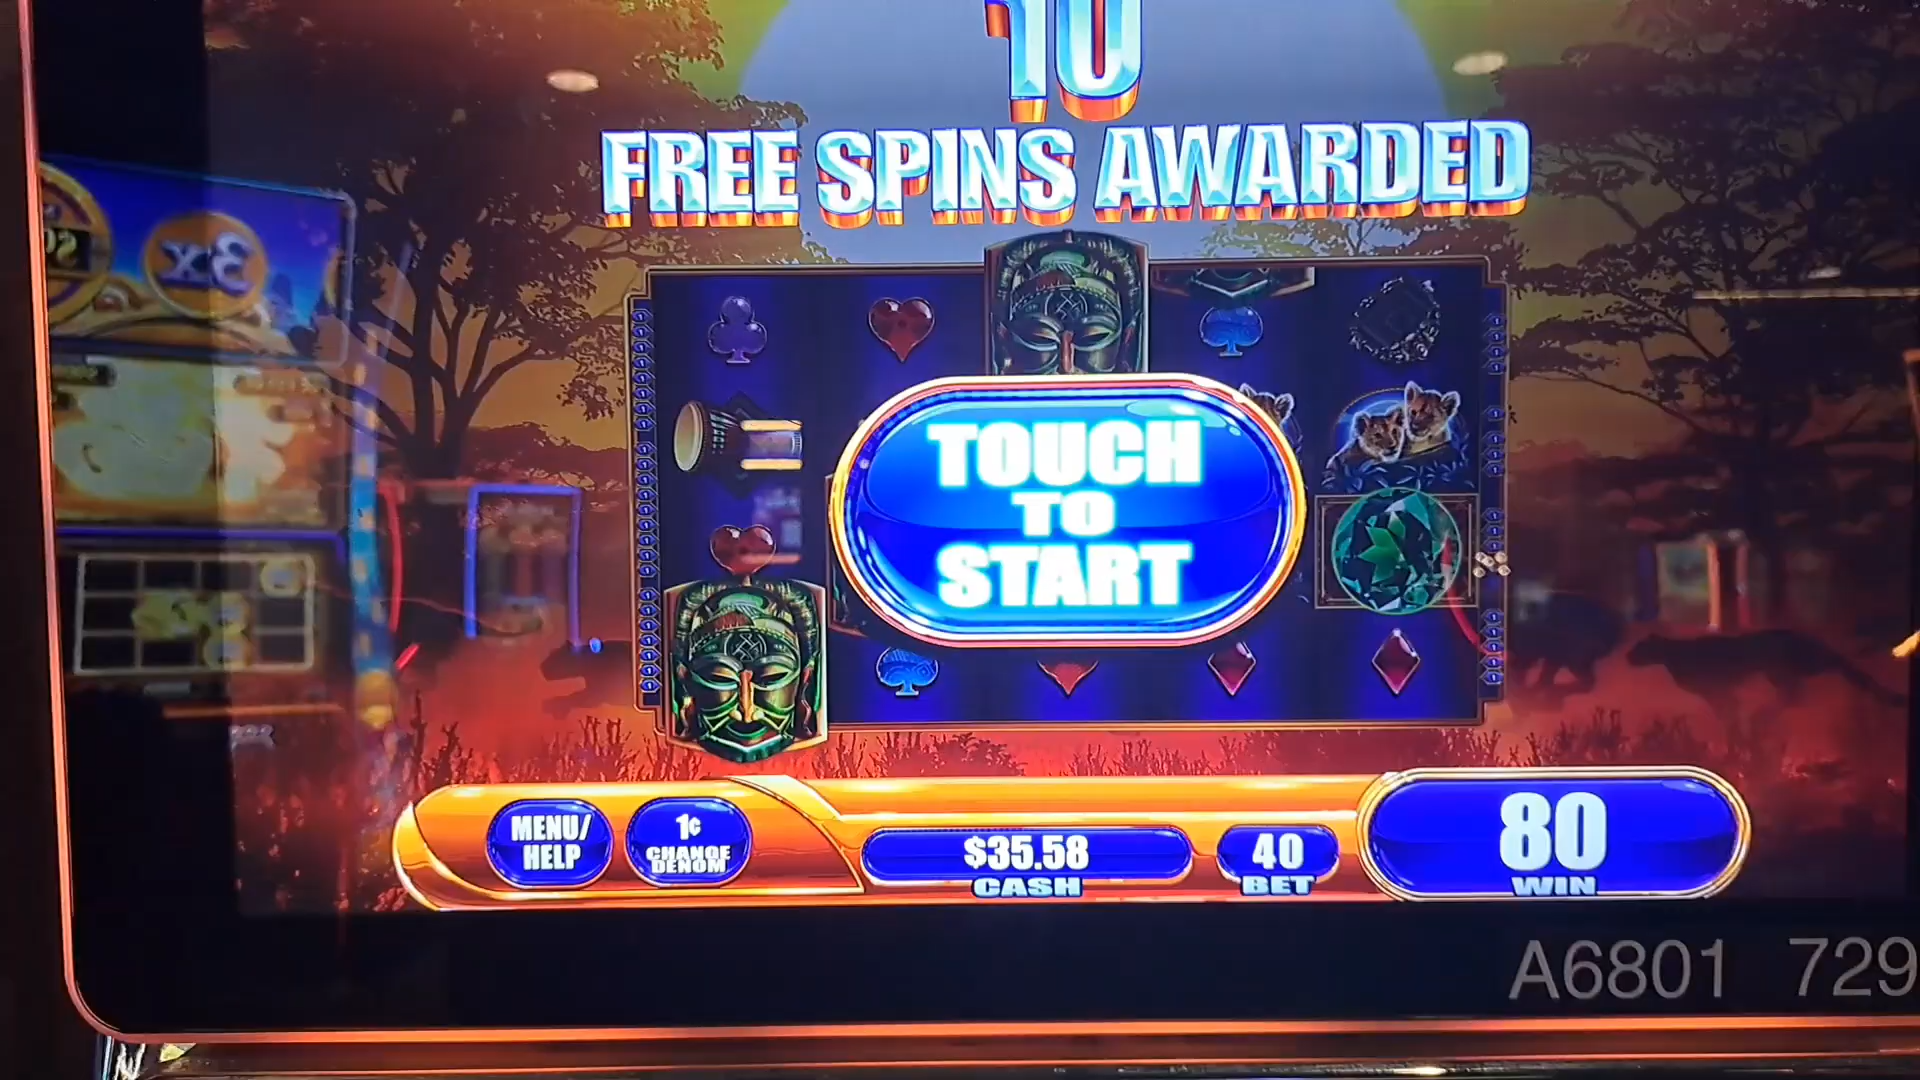 10
FREE SPINS AWARDED
3X
TOUCH
TO
START
MENU/
HELP
1¢
CHANGE
DENOM
$35.58
CASH
40
BET
80
WIN
A6801 729